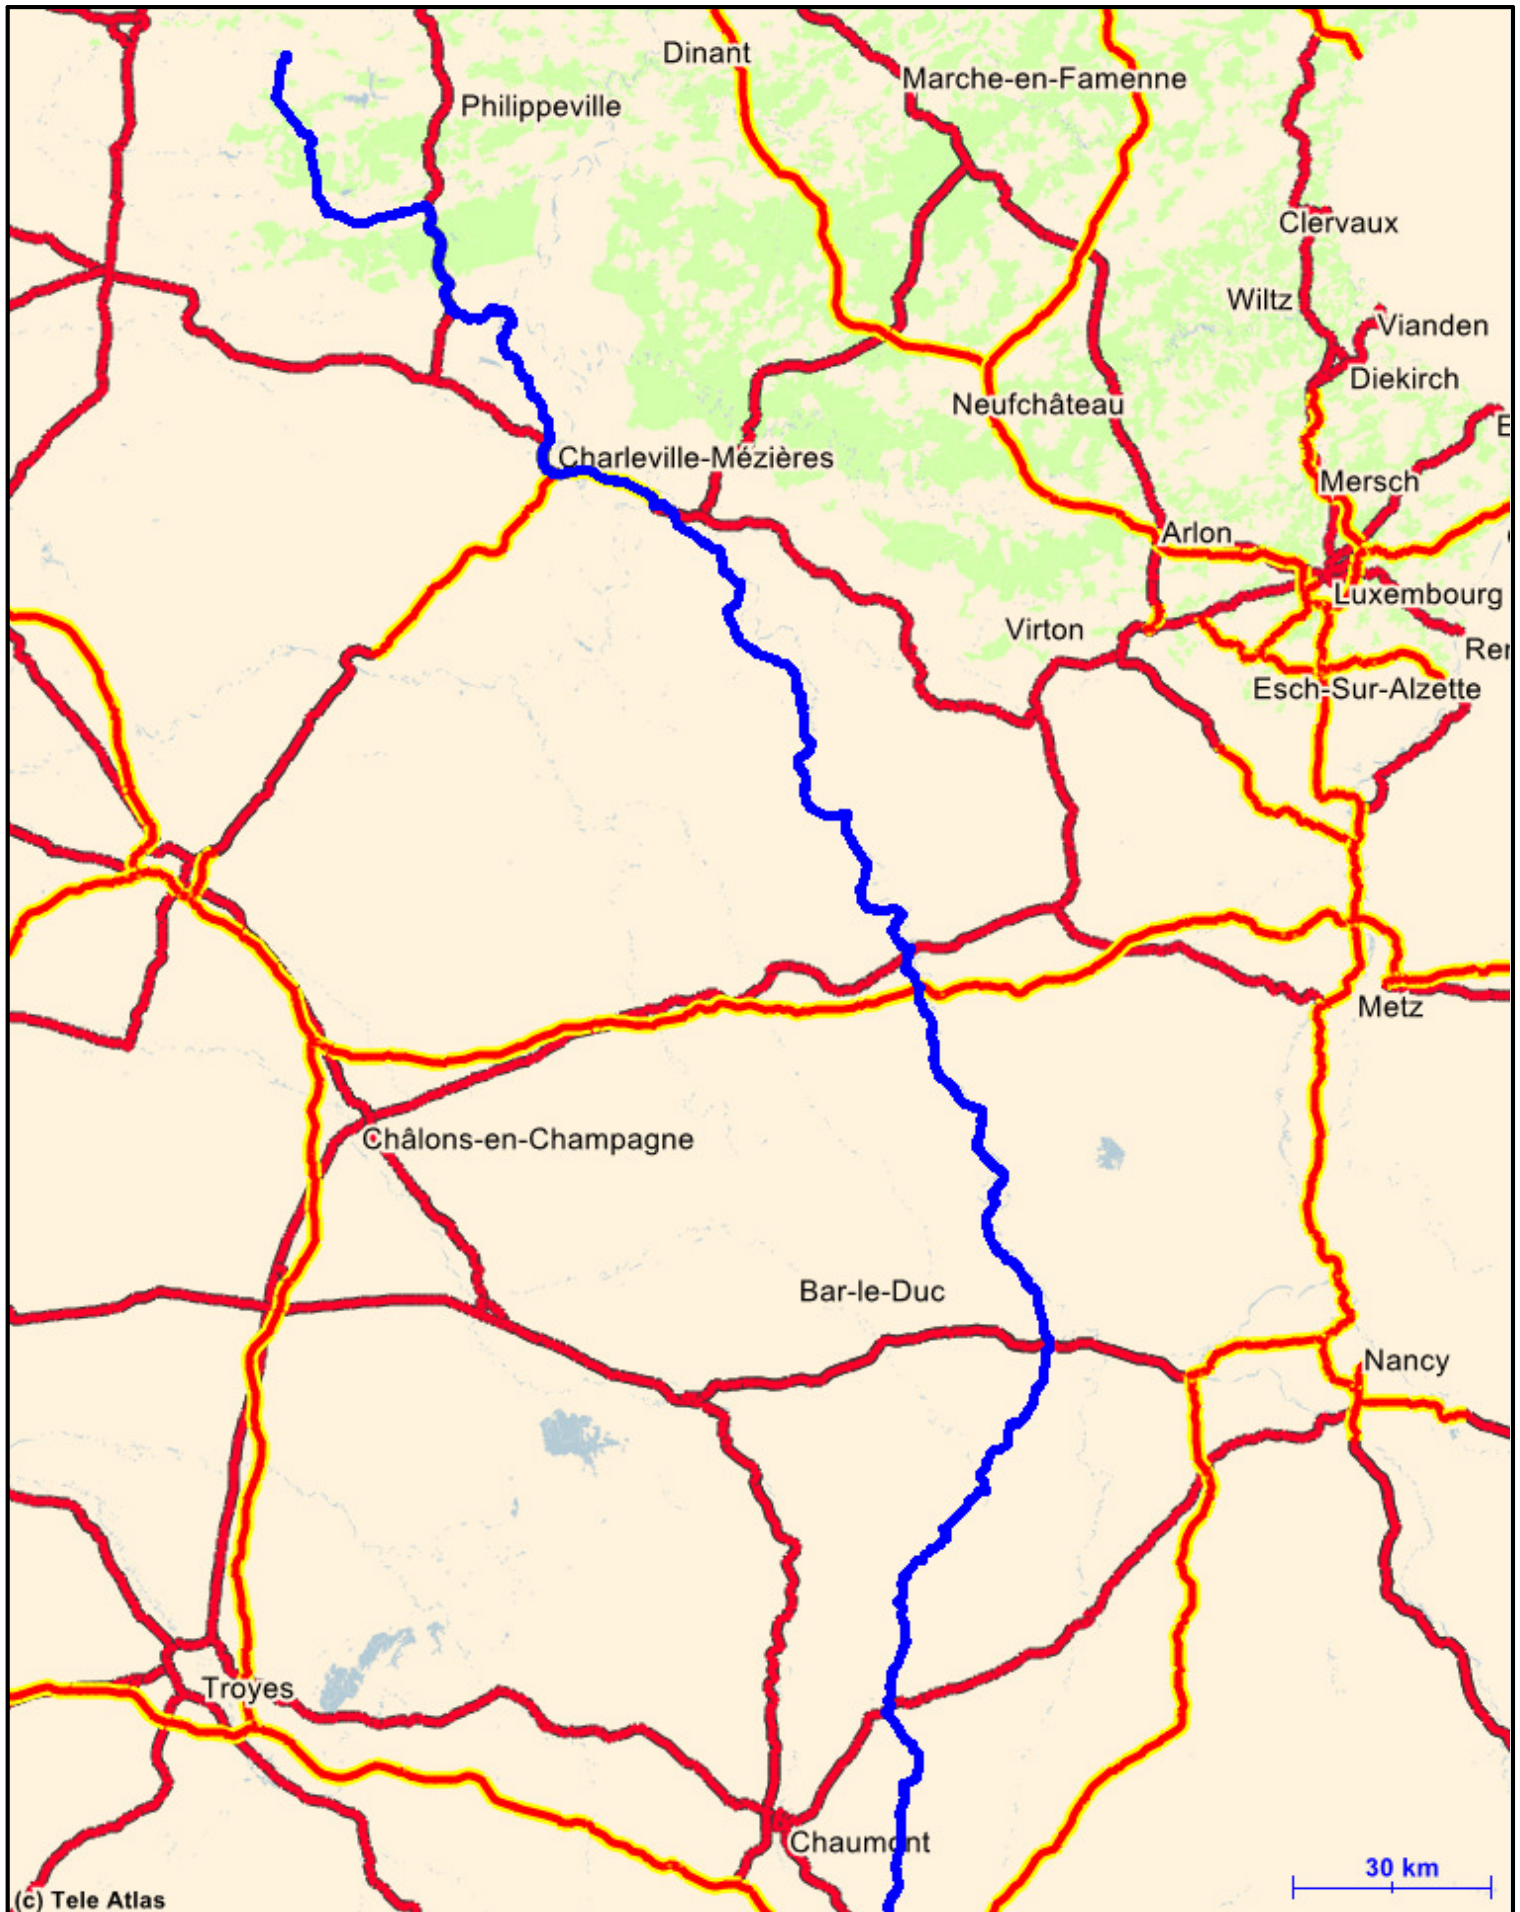 Dinant
Marche-en-Famenne
Philippeville
Clervaux
Wiltz
Vianden
Diekirch
Neufchâteau
E
Charleville-Mézières
Mersch
Arlon
Luxembourg
Virton
Rer
Esch-Sur-Alzette
Metz
Châlons-en-Champagne
Bar-le-Duc
Nancy
Troyes
Chaumont
30 km
(c) Tele Atlas